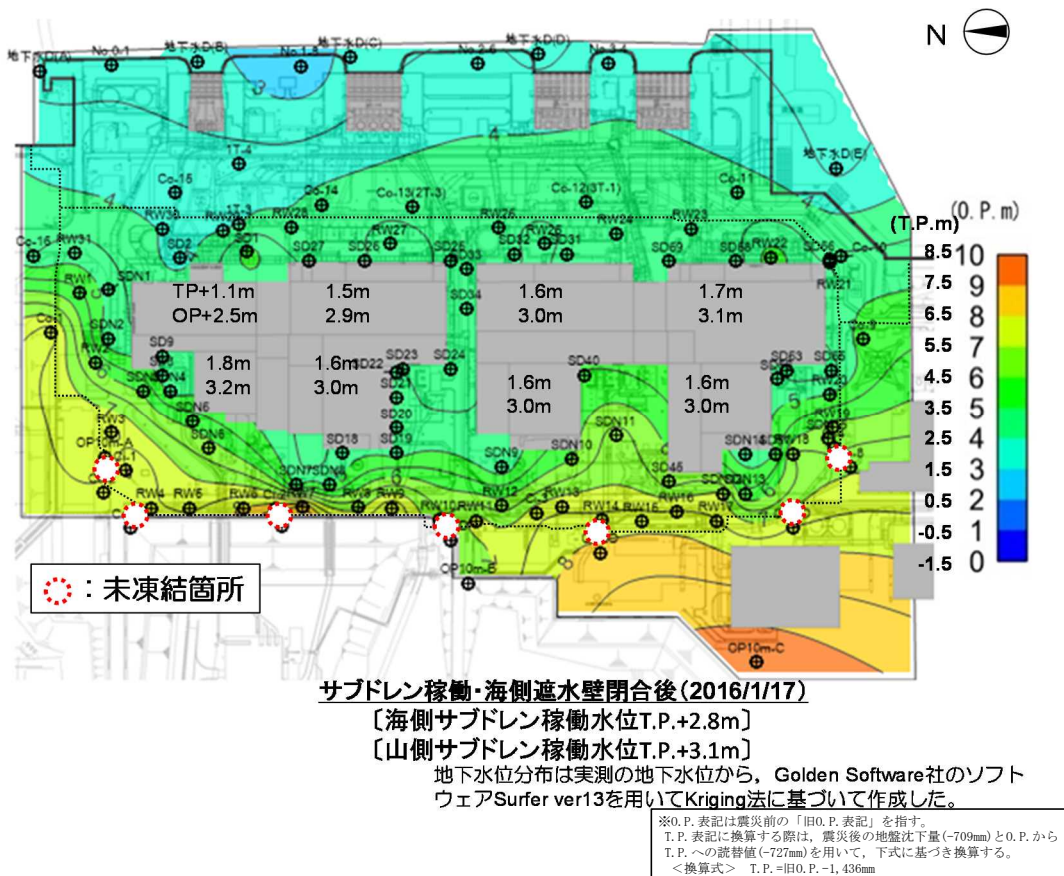 N
地下水D(A)
No.0-1
地下水D(B)
地下水D(C)
地下水D(D)
3
4
1T-4
地下水D(E)
Co-15
Co-14
Co-13(2T-3)
Co-12(3T-1)
Co-11
4
1T-3
RW28
RW23
RW24
Co-16
RW31
SD2
SD1
SD27
SD26
SD25
SD32
SD31
SD69
SD68
RW22
SD66
Co-10
SD33
RW21
RW1
SDN1
SD34
(T.P.m)
(O.P.m)
8.5
7.5
6.5
5.5
4.5
3.5
2.5
1.5
0.5
-0.5
-1.5
10
9
8
7
6
5
4
3
2
1
0
TP+1.1m
OP+2.5m
1.5m
2.9m
1.6m
3.0m
1.7m
3.1m
1.8m
3.2m
1.6m
3.0m
1.6m
3.0m
1.6m
3.0m
SDN2
SD9
SD22
SD23
SD24
SD40
SD21
SD20
SD19
SD18
SDN11
SDN10
SDN9
SD45
RW3
OP10m-A
RW4
RW5
RW6
RW7
RW8
RW9
RW10
RW11
RW12
RW13
RW14
RW15
RW16
RW17
RW18
OP10m-B
OP10m-C
:未凍結箇所
サブドレン稼働・海側遮水壁閉合後(2016/1/17)
〔海側サブドレン稼働水位T.P.+2.8m〕
〔山側サブドレン稼働水位T.P.+3.1m〕
地下水位分布は実測の地下水位から，Golden Software社のソフト
ウェアSurfer ver13を用いてKriging法に基づいて作成した。
※O.P.表記は震災前の「旧O.P.表記」を指す。
T.P.表記に換算する際は，震災後の地盤沈下量(-709mm)とO.P.から
T.P.への読替値(-727mm)を用いて，下式に基づき換算する。
＜換算式＞ T.P.=旧O.P.-1,436mm